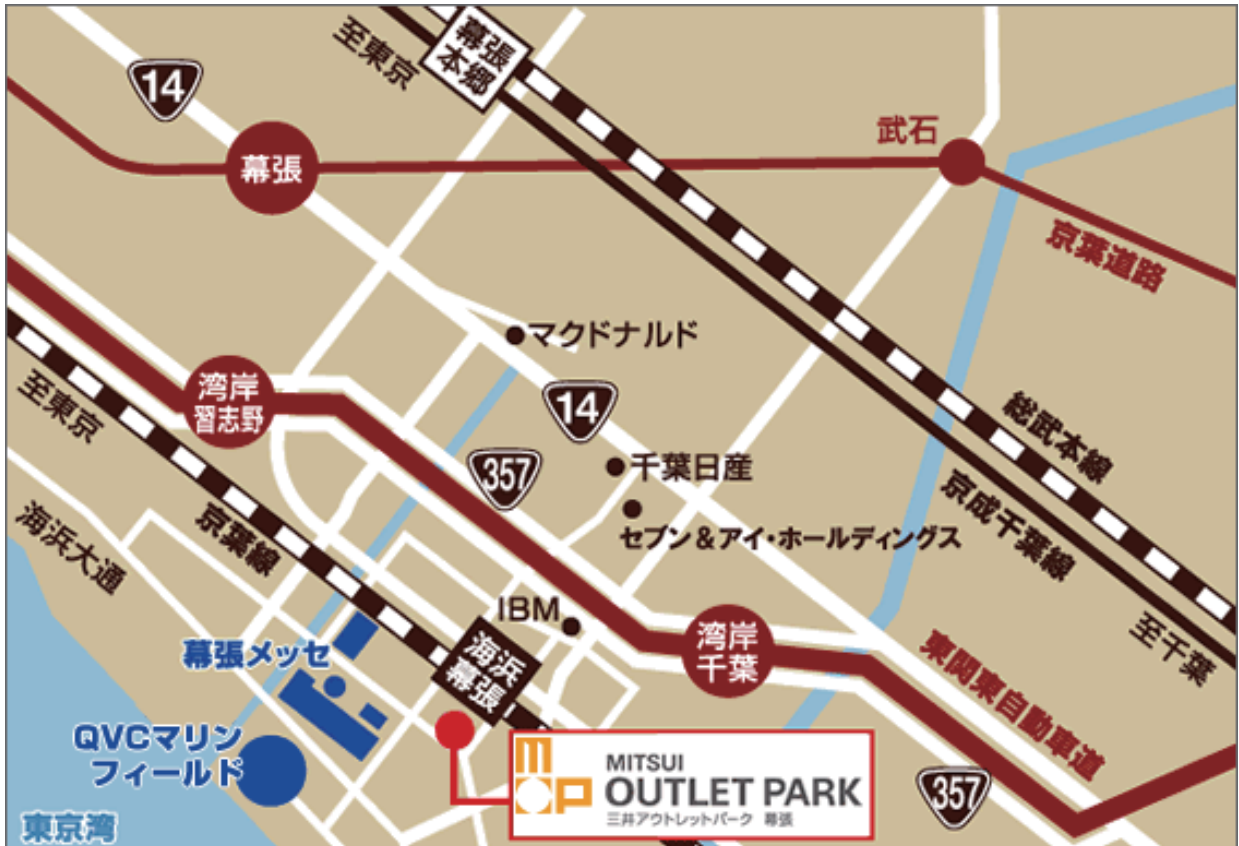 幕張
本郷
至東京
14
武石
幕張
京葉道路
マクドナルド
湾岸
習志野
至東京
14
総武本線
357
千葉日産
京成千葉線
海浜大通
京葉線
セブン&アイ・ホールディングス
IBM
至千葉
湾岸
千葉
幕張メッセ
海浜
幕張
東関東自動車道
QVCマリン
フィールド
mop
MITSUI
OUTLET PARK
三井アウトレットパーク 幕張
357
東京湾